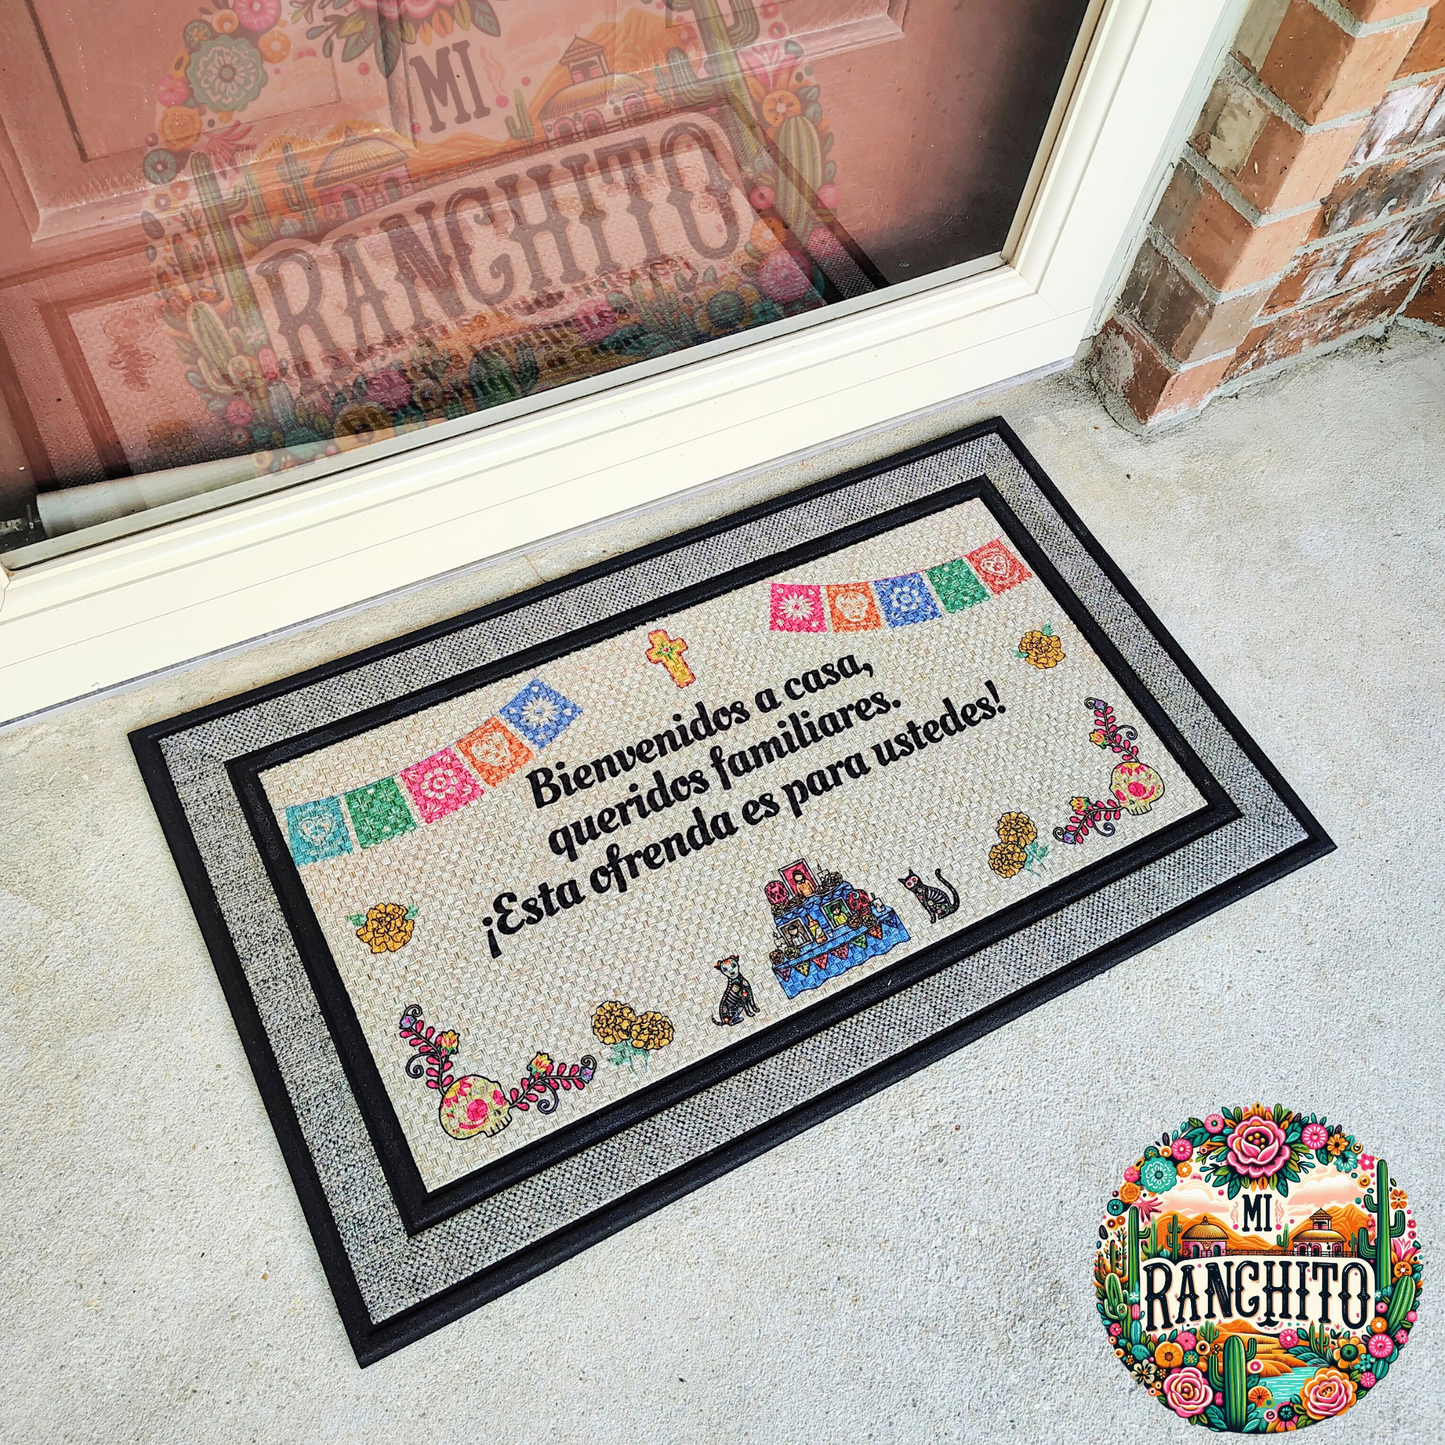 MI
RANCHITO
Bienvenidos a casa,
queridos familiares.
¡Esta ofrenda es para ustedes!
MI
RANCHITO